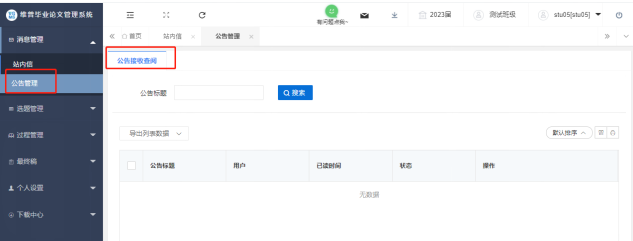 维普毕业论文管理系统
有问题点我~
2023届
测试班级
stu05[stu05]
消息管理
站内信
公告管理
选题管理
过程管理
最终稿
个人设置
下载中心
首页
站内信 ×
公告管理 ×
公告接收查阅
公告标题
搜索
导出列表数据
默认排序
公告标题 用户 已读时间 状态 操作
无数据